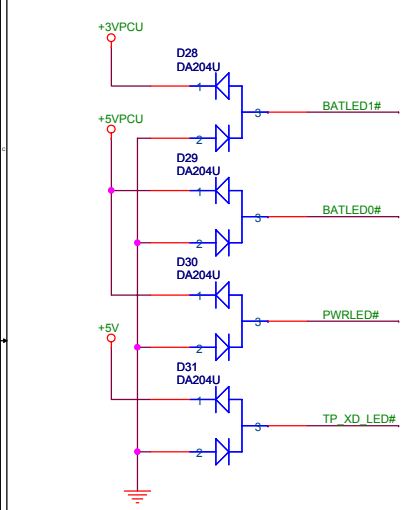 +3VPCU
D28
DA204U
1
3
BATLED1#
+5VPCU
2
D29
DA204U
1
3
BATLED0#
2
D30
DA204U
1
3
PWRLED#
+5V
2
D31
DA204U
1
3
TP_XD_LED#
2